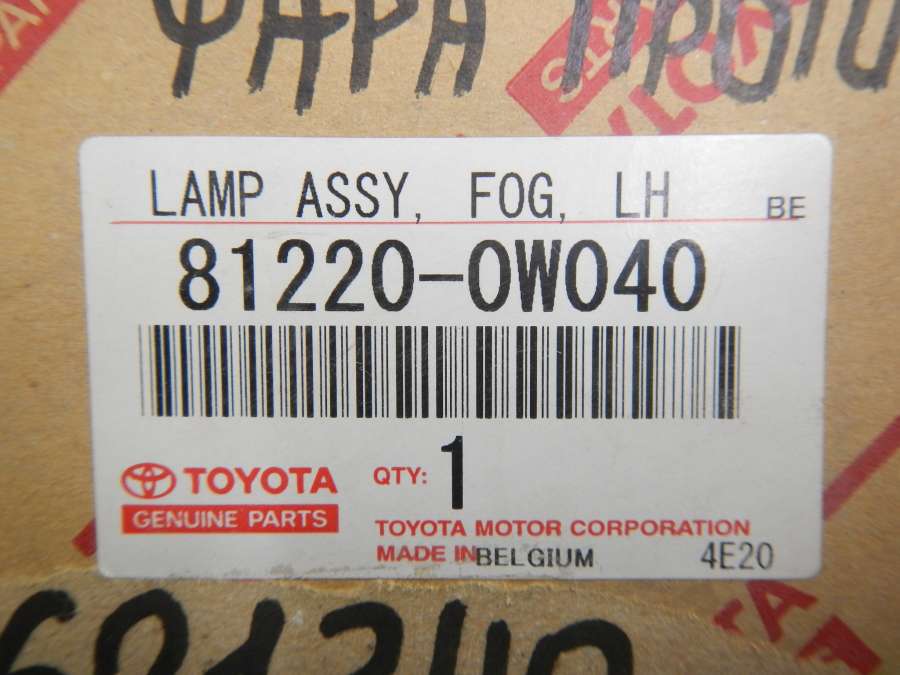 ФАРА
LAMP ASSY, FOG, LH BE
81220-0W040
TOYOTA QTY: 1
GENUINE PARTS
TOYOTA MOTOR CORPORATION
MADE IN BELGIUM 4E20